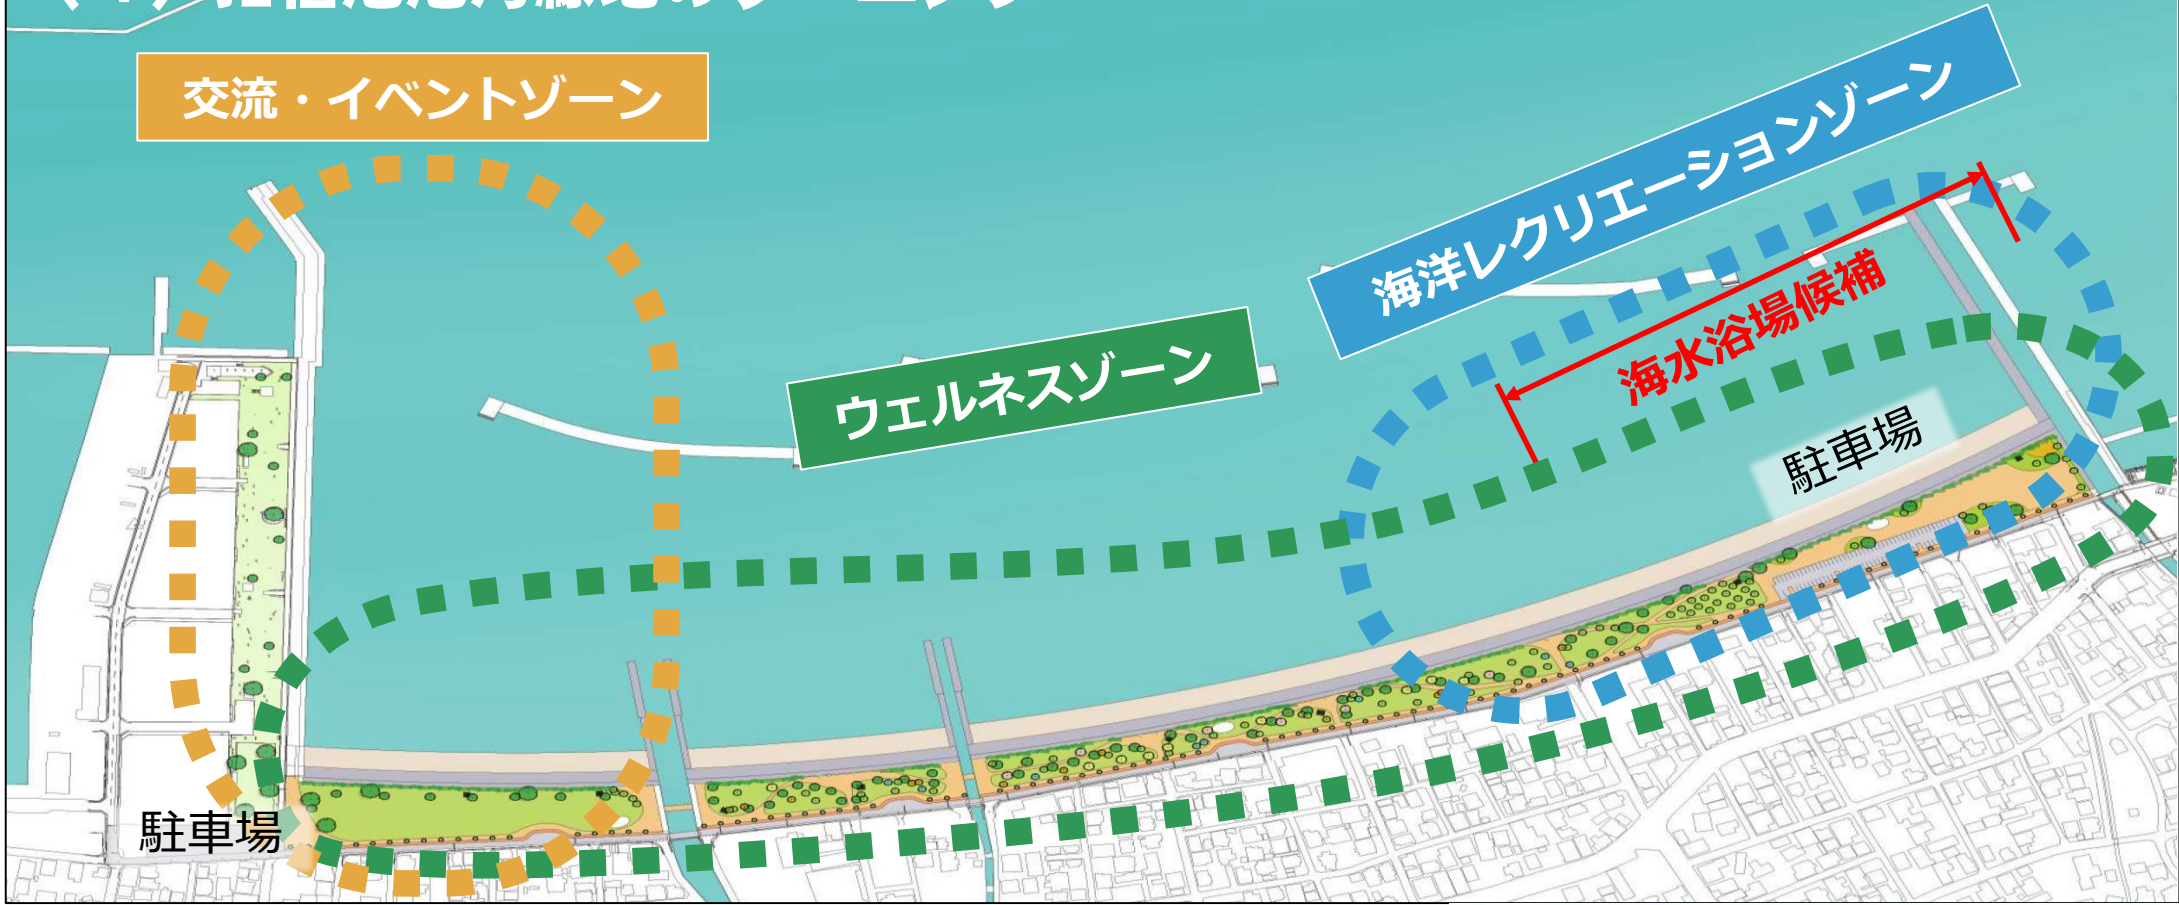 交流・イベントゾーン
海洋レクリエーションゾーン
海水浴場候補
ウェルネスゾーン
駐車場
駐車場